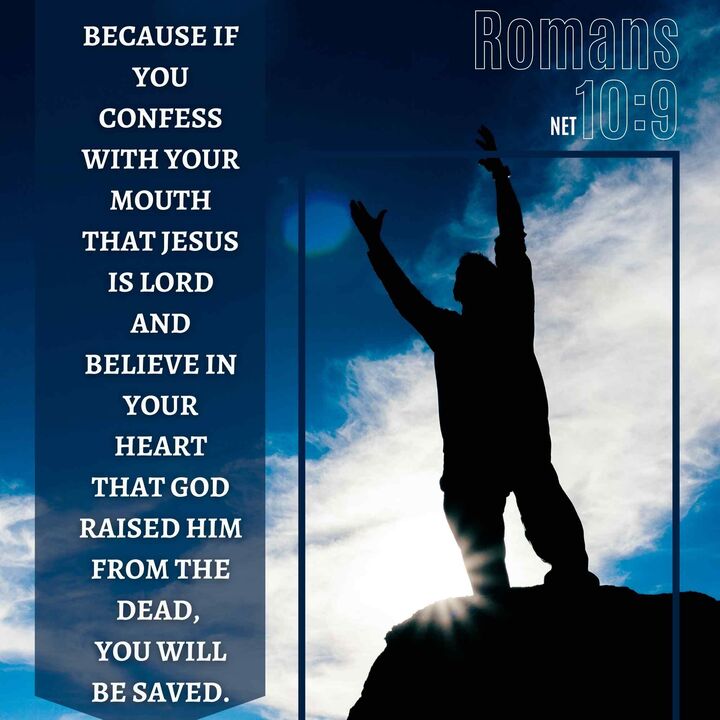 BECAUSE IF
YOU
CONFESS
WITH YOUR
MOUTH
THAT JESUS
IS LORD
AND
BELIEVE IN
YOUR
HEART
THAT GOD
RAISED HIM
FROM THE
DEAD,
YOU WILL
BE SAVED.
Romans
NET 10:9